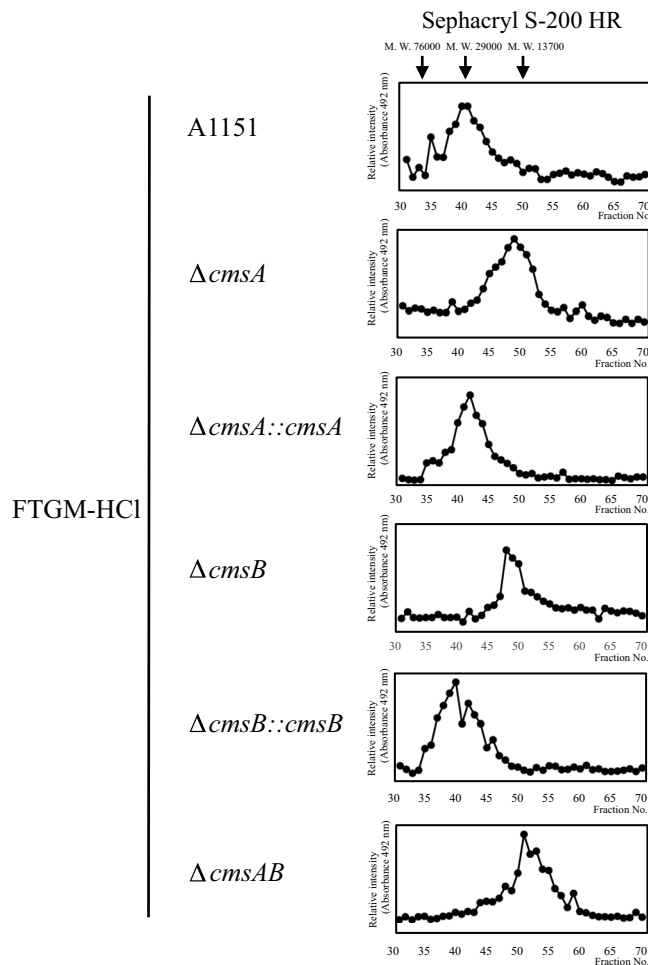 Sephacryl S-200 HR
M. W. 76000 M. W. 29000 M. W. 13700
FTGM-HCl
A1151
Relative intensity
(Absorbance 492 nm)
30 35 40 45 50 55 60 65 70
Fraction No.
ΔcmsA
Relative intensity
(Absorbance 492 nm)
30 35 40 45 50 55 60 65 70
Fraction No.
ΔcmsA::cmsA
Relative intensity
(Absorbance 492 nm)
30 35 40 45 50 55 60 65 70
Fraction No.
ΔcmsB
Relative intensity
(Absorbance 492 nm)
30 35 40 45 50 55 60 65 70
Fraction No.
ΔcmsB::cmsB
Relative intensity
(Absorbance 492 nm)
30 35 40 45 50 55 60 65 70
Fraction No.
ΔcmsAB
Relative intensity
(Absorbance 492 nm)
30 35 40 45 50 55 60 65 70
Fraction No.